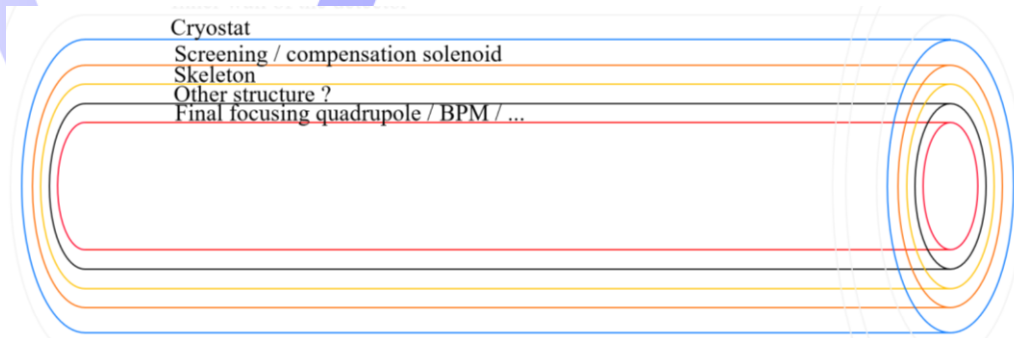 Cryostat
Screening / compensation solenoid
Skeleton
Other structure ?
Final focusing quadrupole / BPM / ...